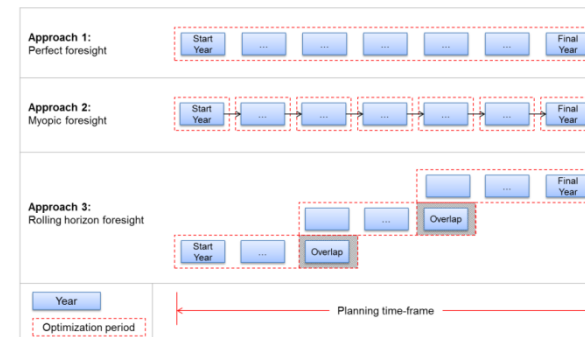 Approach 1:
Perfect foresight
Start
Year
...
...
...
...
...
Final
Year
Approach 2:
Myopic foresight
Start
Year
...
...
...
...
...
Final
Year
Approach 3:
Rolling horizon foresight
...
Final
Year
...
Overlap
Start
Year
...
Overlap
Year
Optimization period
Planning time-frame